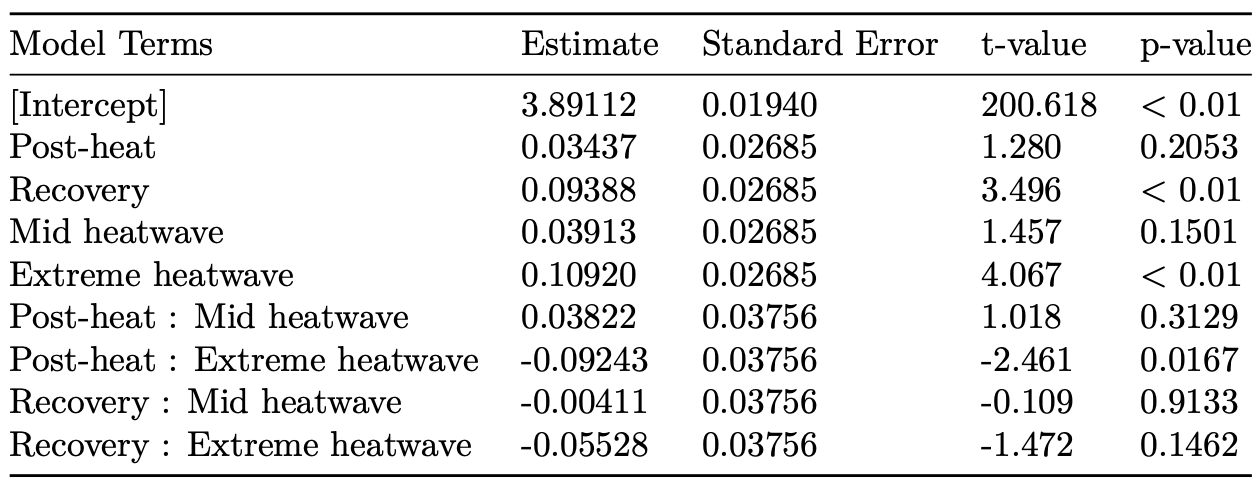 Model Terms Estimate Standard Error t-value p-value
[Intercept] 3.89112 0.01940 200.618 < 0.01
Post-heat 0.03437 0.02685 1.280 0.2053
Recovery 0.09388 0.02685 3.496 < 0.01
Mid heatwave 0.03913 0.02685 1.457 0.1501
Extreme heatwave 0.10920 0.02685 4.067 < 0.01
Post-heat : Mid heatwave 0.03822 0.03756 1.018 0.3129
Post-heat : Extreme heatwave -0.09243 0.03756 -2.461 0.0167
Recovery : Mid heatwave -0.00411 0.03756 -0.109 0.9133
Recovery : Extreme heatwave -0.05528 0.03756 -1.472 0.1462